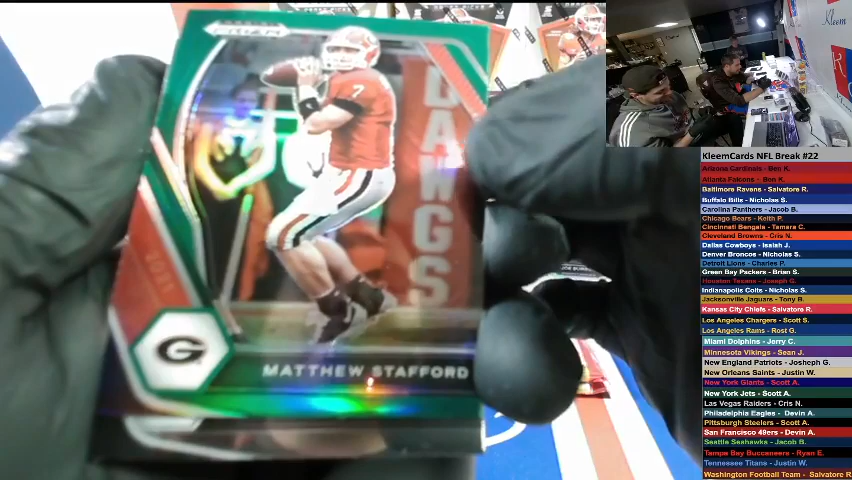 PRIZM
7
DAWGS
G
MATTHEW STAFFORD
JOE BURROW
Kleem
KleemCards NFL Break #22
Arizona Cardinals - Ben K.
Atlanta Falcons - Ben K.
Baltimore Ravens - Salvatore R.
Buffalo Bills - Nicholas S.
Carolina Panthers - Jacob B.
Chicago Bears - Keith P.
Cincinnati Bengals - Tamara C.
Cleveland Browns - Cris N.
Dallas Cowboys - Isaiah J.
Denver Broncos - Nicholas S.
Detroit Lions - Charles P.
Green Bay Packers - Brian S.
Houston Texans - Joseph G.
Indianapolis Colts - Nicholas S.
Jacksonville Jaguars - Tony B.
Kansas City Chiefs - Salvatore R.
Los Angeles Chargers - Scott S.
Los Angeles Rams - Rost G.
Miami Dolphins - Jerry C.
Minnesota Vikings - Sean J.
New England Patriots - Josheph G.
New Orleans Saints - Justin W.
New York Giants - Scott A.
New York Jets - Scott A.
Las Vegas Raiders - Cris N.
Philadelphia Eagles - Devin A.
Pittsburgh Steelers - Scott A.
San Francisco 49ers - Devin A.
Seattle Seahawks - Jacob B.
Tampa Bay Buccaneers - Ryan E.
Tennessee Titans - Justin W.
Washington Football Team - Salvatore R